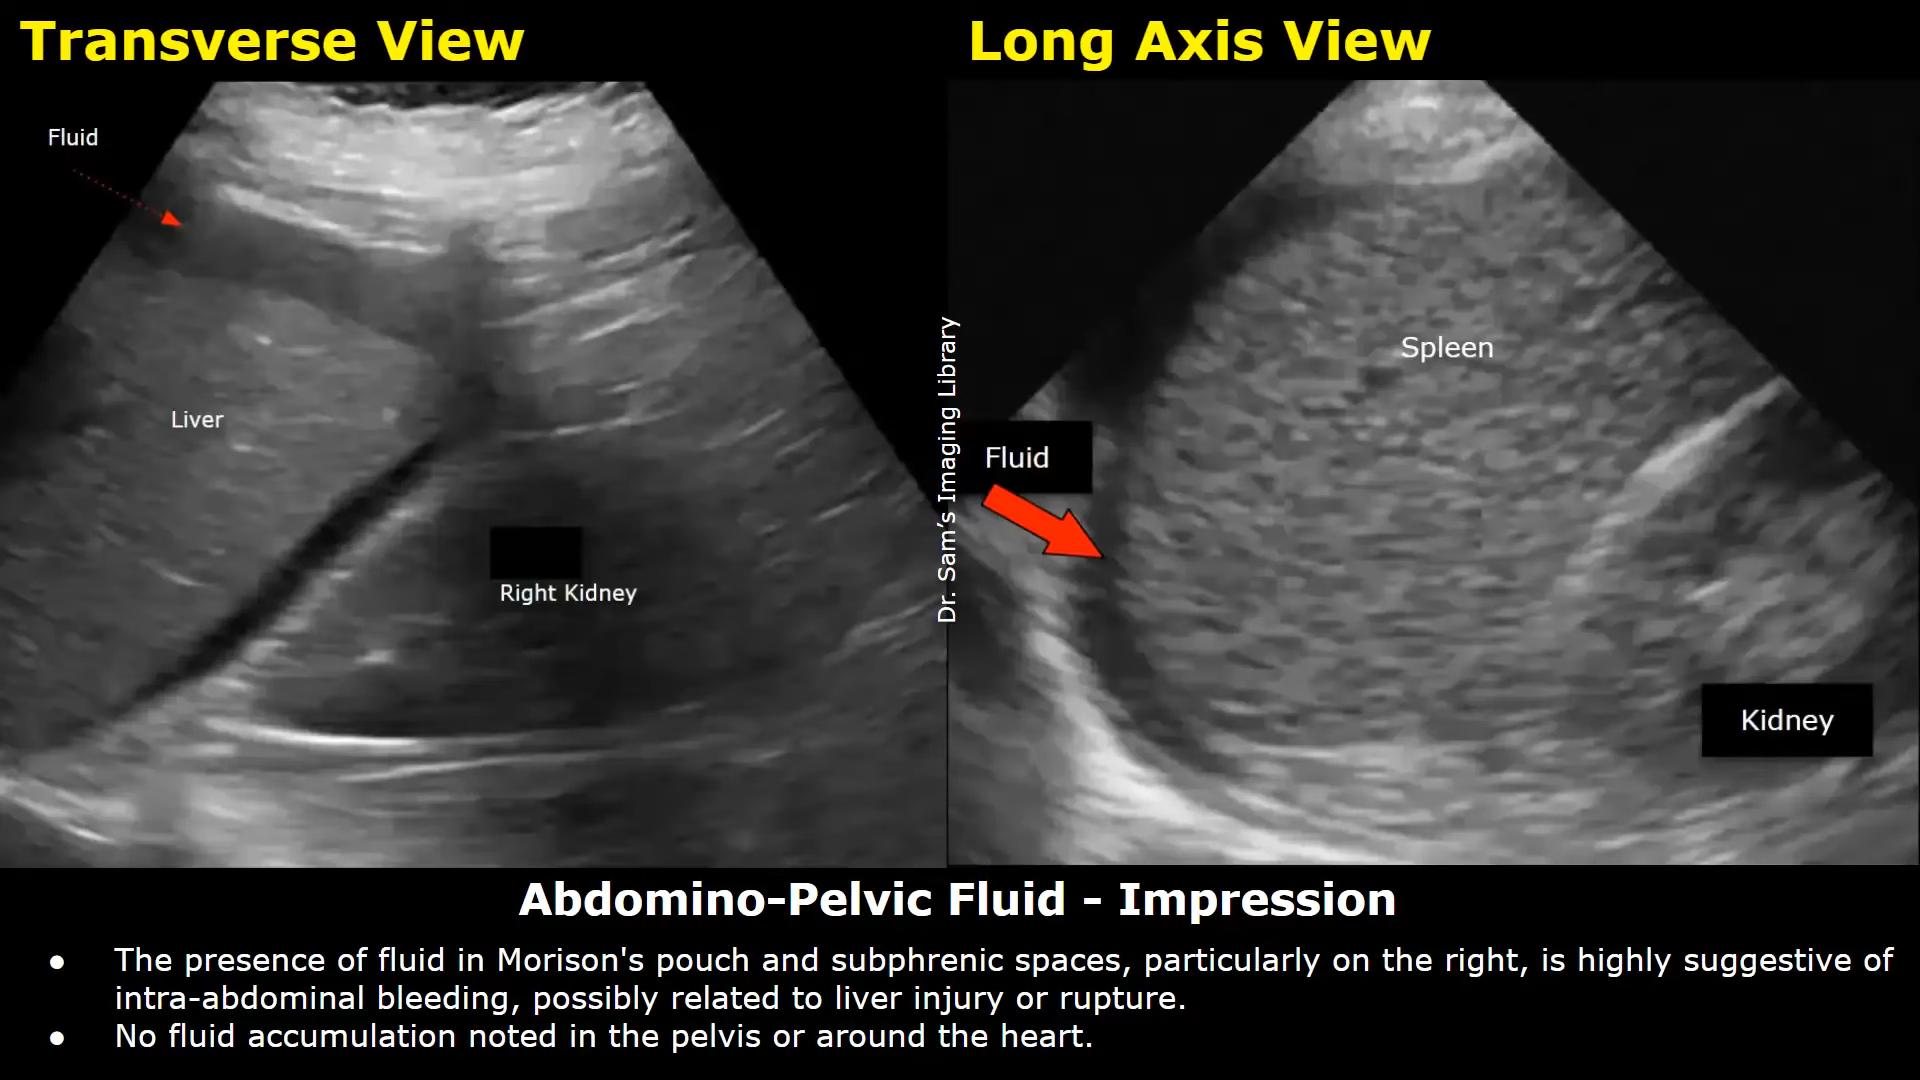 Transverse View
Long Axis View
Fluid
Liver
Right Kidney
Dr. Sam’s Imaging Library
Spleen
Fluid
Kidney
Abdomino-Pelvic Fluid – Impression
● The presence of fluid in Morison's pouch and subphrenic spaces, particularly on the right, is highly suggestive of
intra-abdominal bleeding, possibly related to liver injury or rupture.
● No fluid accumulation noted in the pelvis or around the heart.